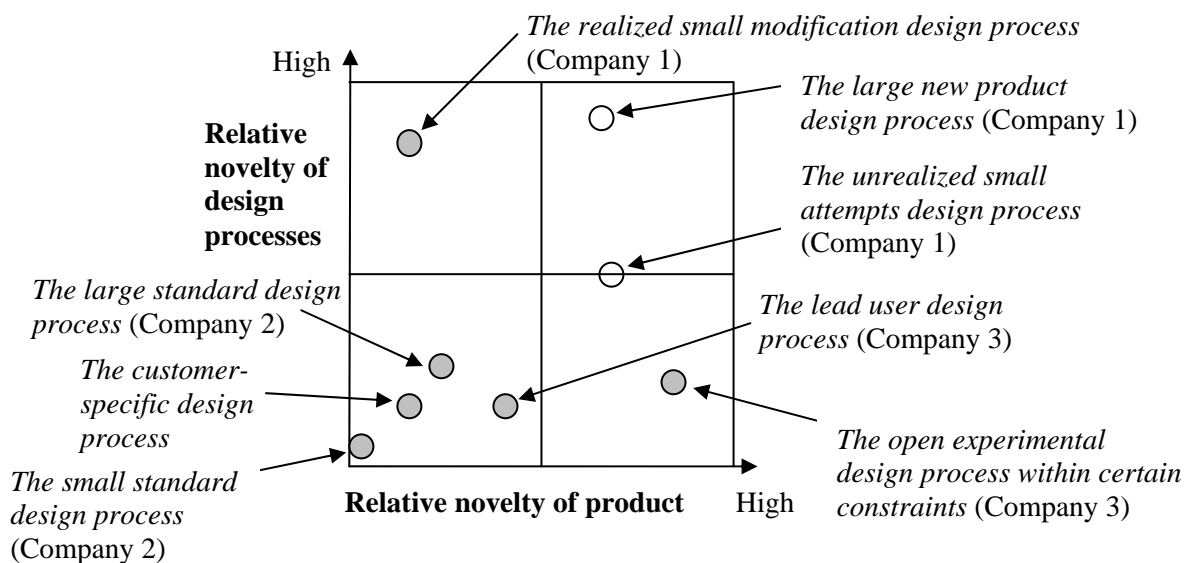 The realized small modification design process
(Company 1)
High
The large new product
design process (Company 1)
Relative
novelty of
design
processes
The unrealized small
attempts design process
(Company 1)
The large standard design
process (Company 2)
The lead user design
process (Company 3)
The customer-
specific design
process
The open experimental
design process within certain
constraints (Company 3)
The small standard
design process
(Company 2)
Relative novelty of product
High